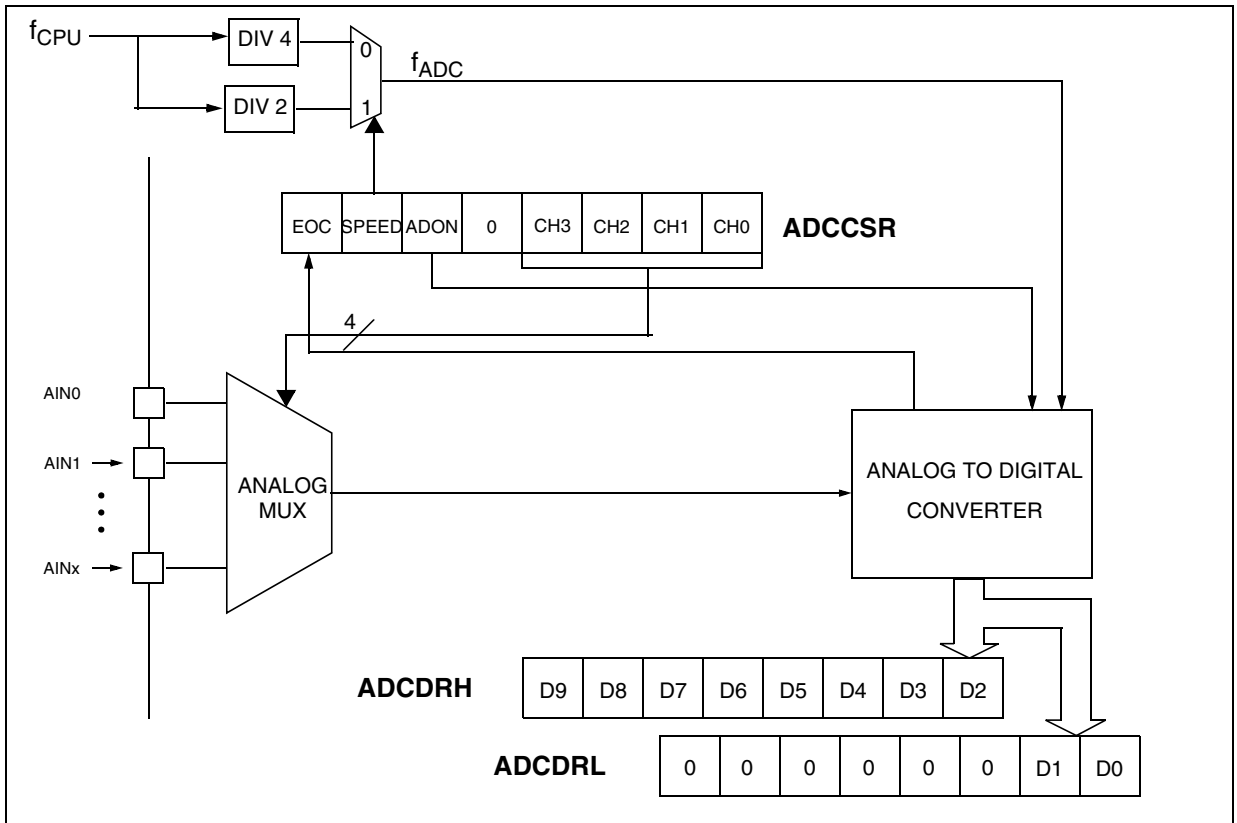 fCPU
DIV 4
0
fADC
DIV 2
1
EOC SPEED ADON 0 CH3 CH2 CH1 CH0
ADCCSR
4
AIN0
AIN1
AINx
ANALOG
MUX
ANALOG TO DIGITAL
CONVERTER
ADCDRH
D9 D8 D7 D6 D5 D4 D3 D2
ADCDRL
0 0 0 0 0 0 D1 D0